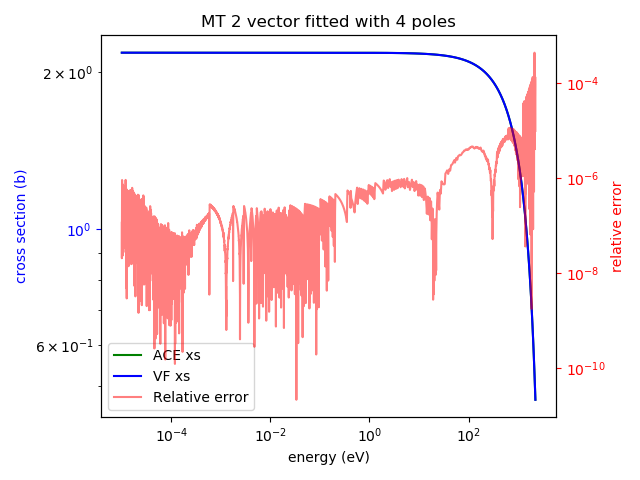 MT 2 vector fitted with 4 poles
2 × 10⁰
10⁰
6 × 10⁻¹
cross section (b)
10⁻⁴
10⁻⁶
10⁻⁸
10⁻¹⁰
relative error
ACE xs
VF xs
Relative error
10⁻⁴
10⁻²
10⁰
10²
energy (eV)